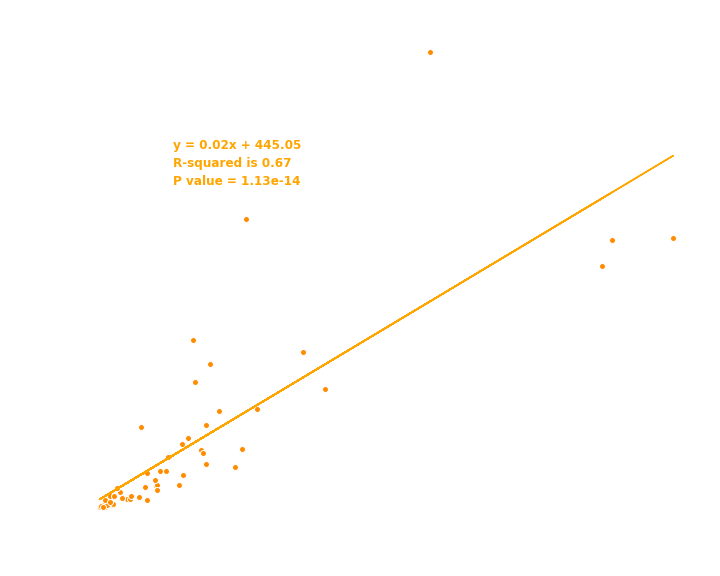 y = 0.02x + 445.05
R-squared is 0.67
P value = 1.13e-14